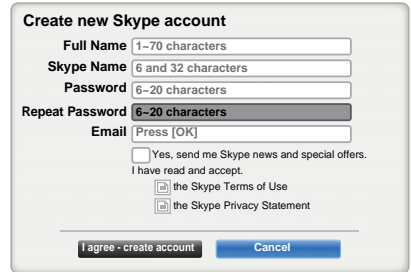 Create new Skype account
Full Name 1~70 characters
Skype Name 6 and 32 characters
Password 6~20 characters
Repeat Password 6~20 characters
Email Press [OK]
Yes, send me Skype news and special offers.
I have read and accept.
the Skype Terms of Use
the Skype Privacy Statement
I agree - create account Cancel